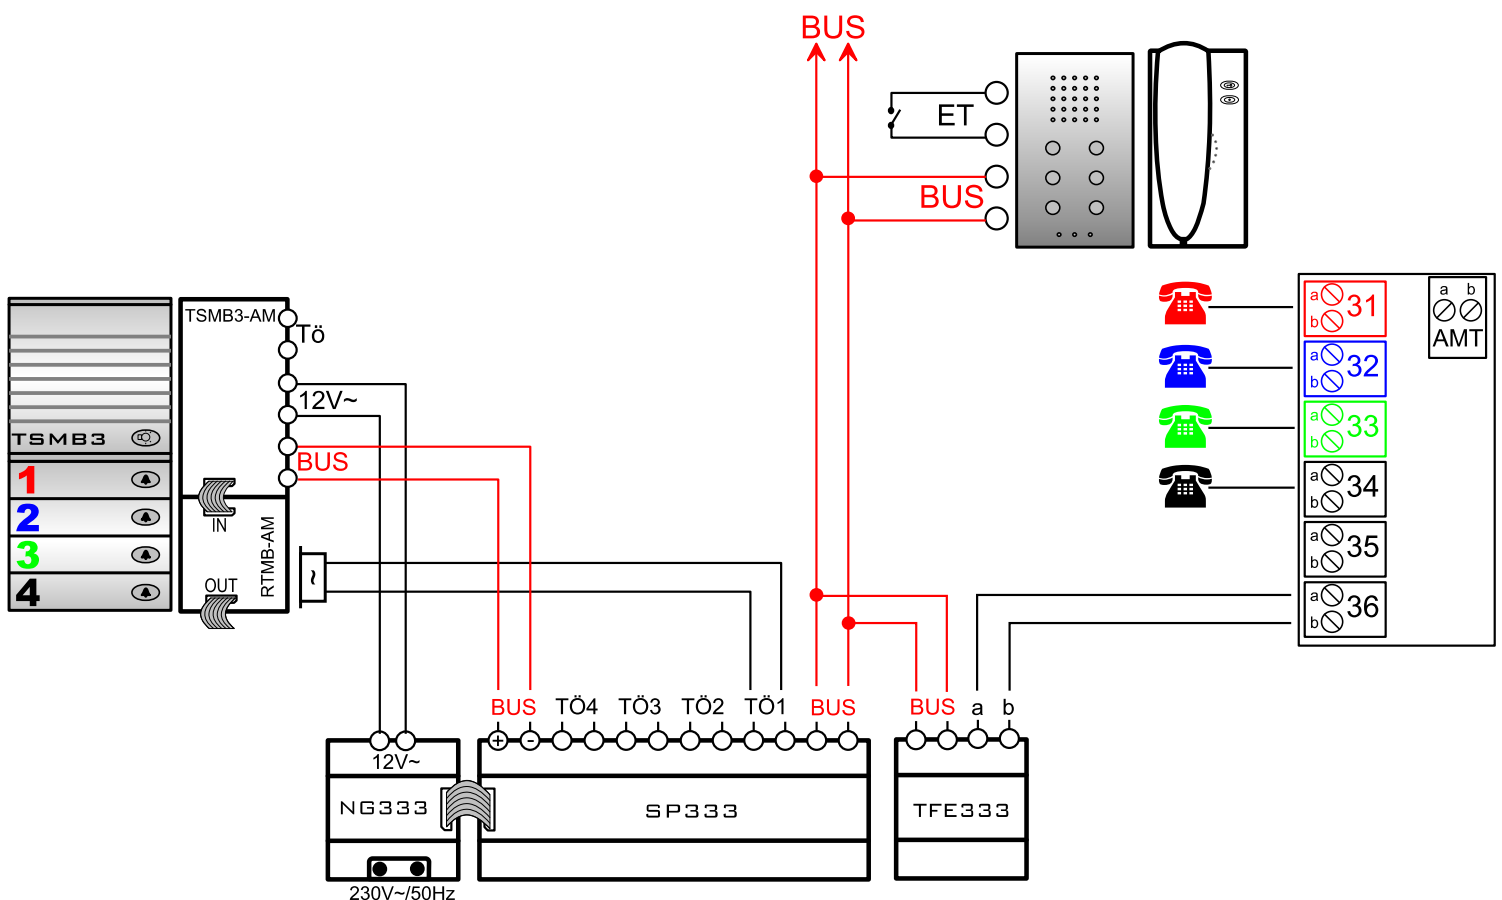 BUS
ET
BUS
TSMB3-AM
Tö
12V~
BUS
TSMB3
1
2
3
4
IN
OUT
RTMB-AM
~
a
b
31
a
b
32
a
b
33
a
b
34
a
b
35
a
b
36
a b
AMT
BUS TÖ4 TÖ3 TÖ2 TÖ1 BUS BUS a b
+ -
12V~
NG333
SP333
TFE333
230V~/50Hz